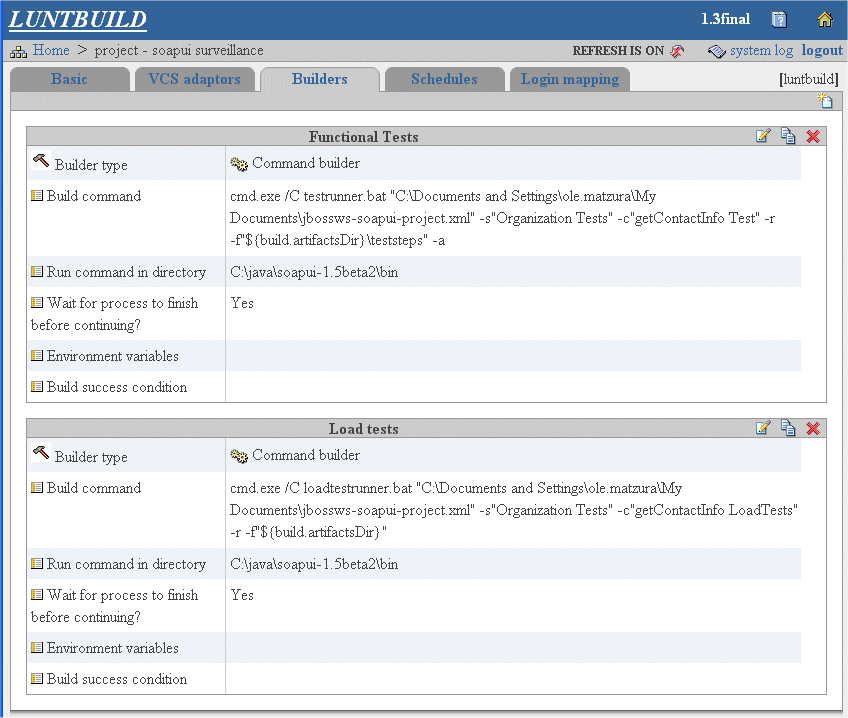 LUNTBUILD
1.3final
Home > project - soapui surveillance
REFRESH IS ON
system log logout
Basic
VCS adaptors
Builders
Schedules
Login mapping
[luntbuild]
Functional Tests
Builder type
Command builder
Build command
cmd.exe /C testrunner.bat "C:\Documents and Settings\ole.matzura\My
Documents\jbossws-soapui-project.xml" -s"Organization Tests" -c"getContactInfo Test" -r
-f"${build.artifactsDir}\teststeps" -a
Run command in directory
C:\java\soapui-1.5beta2\bin
Wait for process to finish
before continuing?
Yes
Environment variables
Build success condition
Load tests
Builder type
Command builder
Build command
cmd.exe /C loadtestrunner.bat "C:\Documents and Settings\ole.matzura\My
Documents\jbossws-soapui-project.xml" -s"Organization Tests" -c"getContactInfo LoadTests"
-r -f"${build.artifactsDir}"
Run command in directory
C:\java\soapui-1.5beta2\bin
Wait for process to finish
before continuing?
Yes
Environment variables
Build success condition